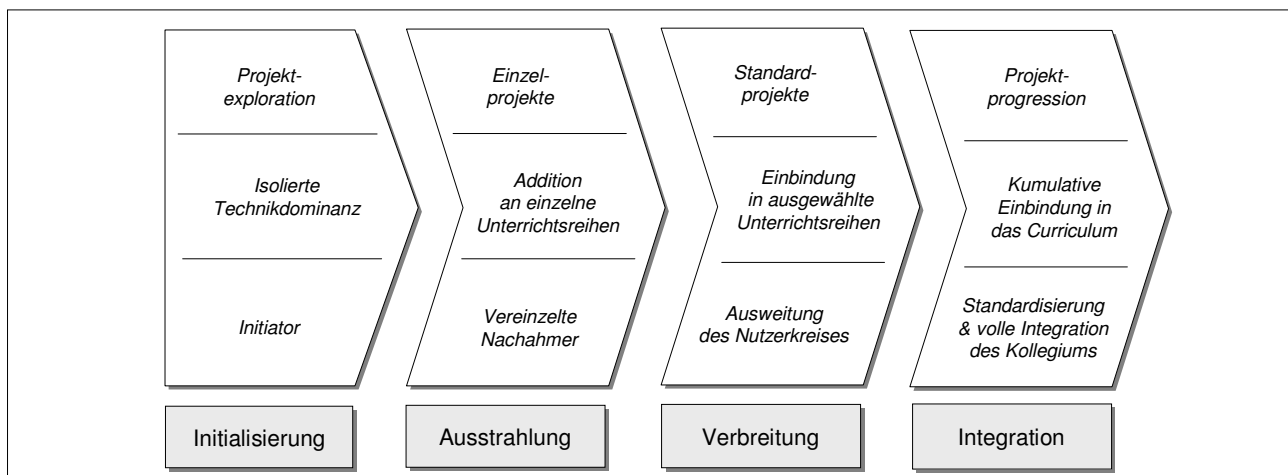 Projekt-
exploration
Isolierte
Technikdominanz
Initiator
Initialisierung
Einzel-
projekte
Addition
an einzelne
Unterrichtsreihen
Vereinzelte
Nachahmer
Ausstrahlung
Standard-
projekte
Einbindung
in ausgewählte
Unterrichtsreihen
Ausweitung
des Nutzerkreises
Verbreitung
Projekt-
progression
Kumulative
Einbindung in
das Curriculum
Standardisierung
& volle Integration
des Kollegiums
Integration